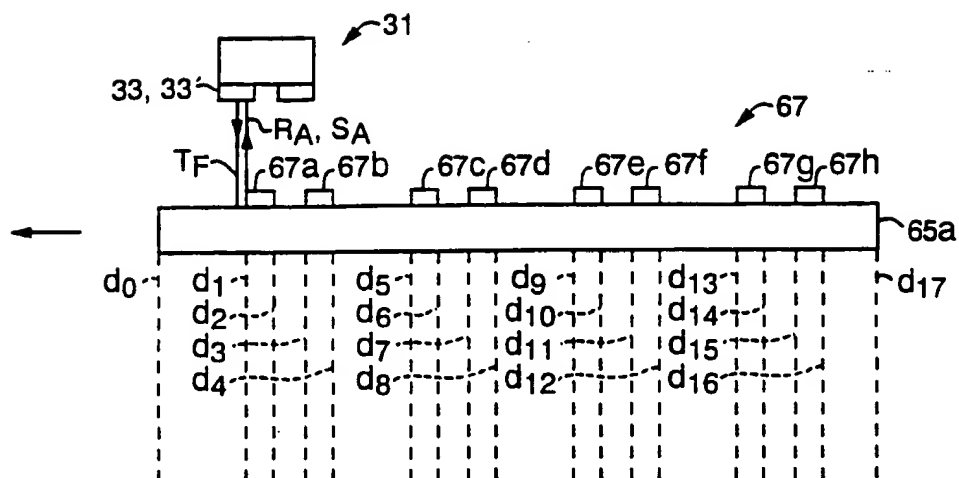 31
33, 33'
RA, SA
67
TF
67a 67b 67c 67d 67e 67f 67g 67h
65a
d0 d1 d5 d9 d13 d17
d2 d6 d10 d14
d3 d7 d11 d15
d4 d8 d12 d16